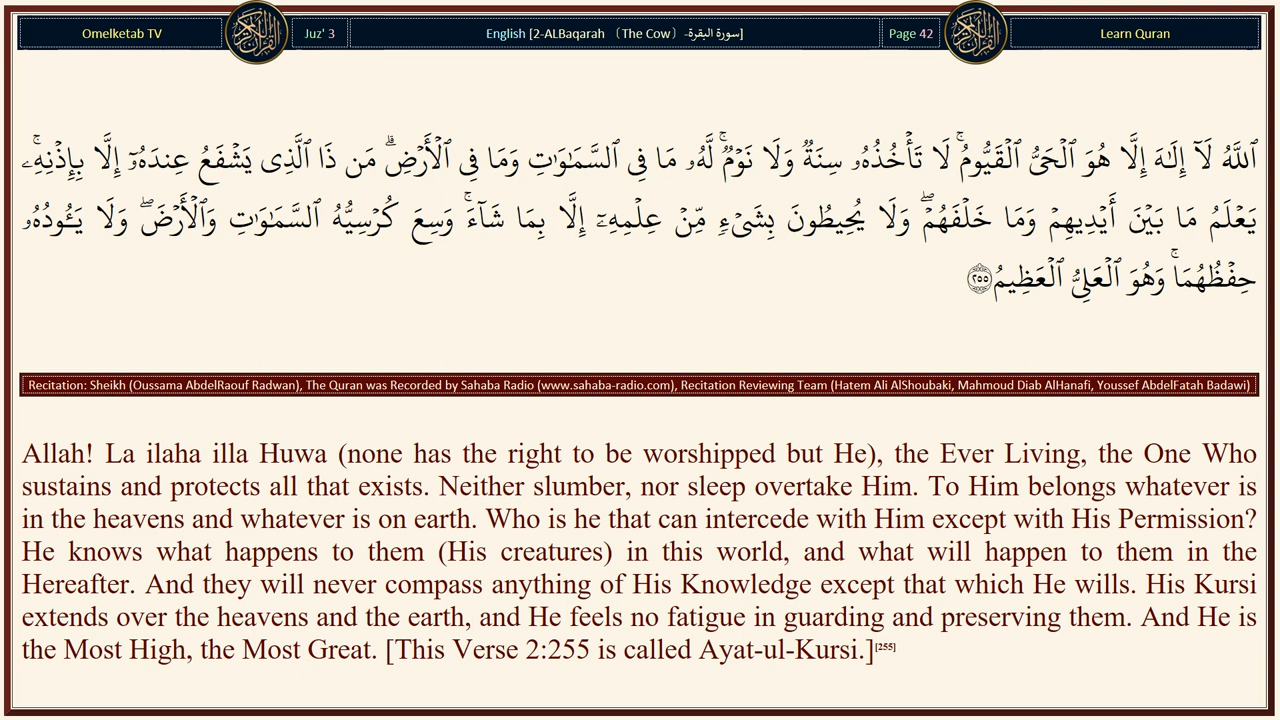 Omelketab TV
Juz' 3
English [2-ALBaqarah (The Cow) -سورة البقرة]
Page 42
Learn Quran
ٱللَّهُ لَآ إِلَٰهَ إِلَّا هُوَ ٱلْحَىُّ ٱلْقَيُّومُ ۚ لَا تَأْخُذُهُۥ سِنَةٌ وَلَا نَوْمٌ ۚ لَّهُۥ مَا فِى ٱلسَّمَٰوَٰتِ وَمَا فِى ٱلْأَرْضِ ۗ مَن ذَا ٱلَّذِى يَشْفَعُ عِندَهُۥٓ إِلَّا بِإِذْنِهِۦ ۚ
يَعْلَمُ مَا بَيْنَ أَيْدِيهِمْ وَمَا خَلْفَهُمْ ۖ وَلَا يُحِيطُونَ بِشَىْءٍ مِّنْ عِلْمِهِۦٓ إِلَّا بِمَا شَآءَ ۚ وَسِعَ كُرْسِيُّهُ ٱلسَّمَٰوَٰتِ وَٱلْأَرْضَ ۖ وَلَا يَـُٔودُهُۥ
حِفْظُهُمَا ۚ وَهُوَ ٱلْعَلِىُّ ٱلْعَظِيمُ ٢٥٥
Recitation: Sheikh (Oussama AbdelRaouf Radwan), The Quran was Recorded by Sahaba Radio (www.sahaba-radio.com), Recitation Reviewing Team (Hatem Ali AlShoubaki, Mahmoud Diab AlHanafi, Youssef AbdelFatah Badawi)
Allah! La ilaha illa Huwa (none has the right to be worshipped but He), the Ever Living, the One Who
sustains and protects all that exists. Neither slumber, nor sleep overtake Him. To Him belongs whatever is
in the heavens and whatever is on earth. Who is he that can intercede with Him except with His Permission?
He knows what happens to them (His creatures) in this world, and what will happen to them in the
Hereafter. And they will never compass anything of His Knowledge except that which He wills. His Kursi
extends over the heavens and the earth, and He feels no fatigue in guarding and preserving them. And He is
the Most High, the Most Great. [This Verse 2:255 is called Ayat-ul-Kursi.][255]